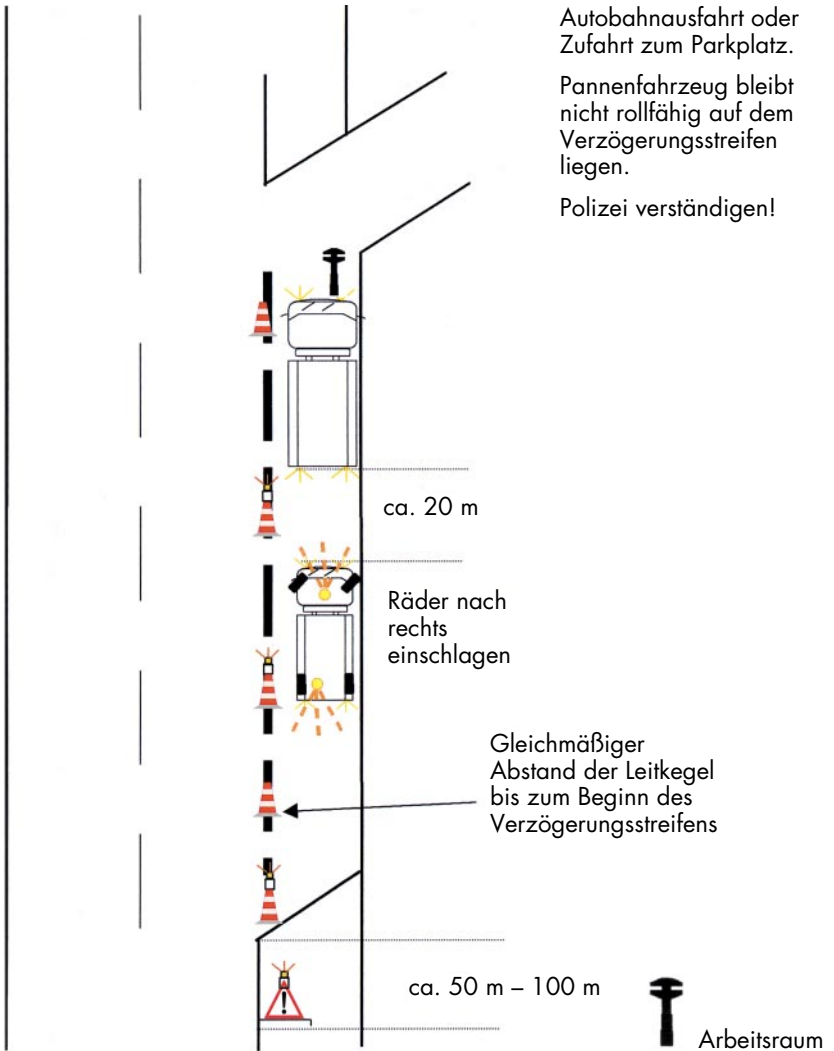 Autobahnausfahrt oder
Zufahrt zum Parkplatz.
Pannenfahrzeug bleibt
nicht rollfähig auf dem
Verzögerungsstreifen
liegen.
Polizei verständigen!
ca. 20 m
Räder nach
rechts
einschlagen
Gleichmäßiger
Abstand der Leitkegel
bis zum Beginn des
Verzögerungsstreifens
!
ca. 50 m – 100 m
Arbeitsraum